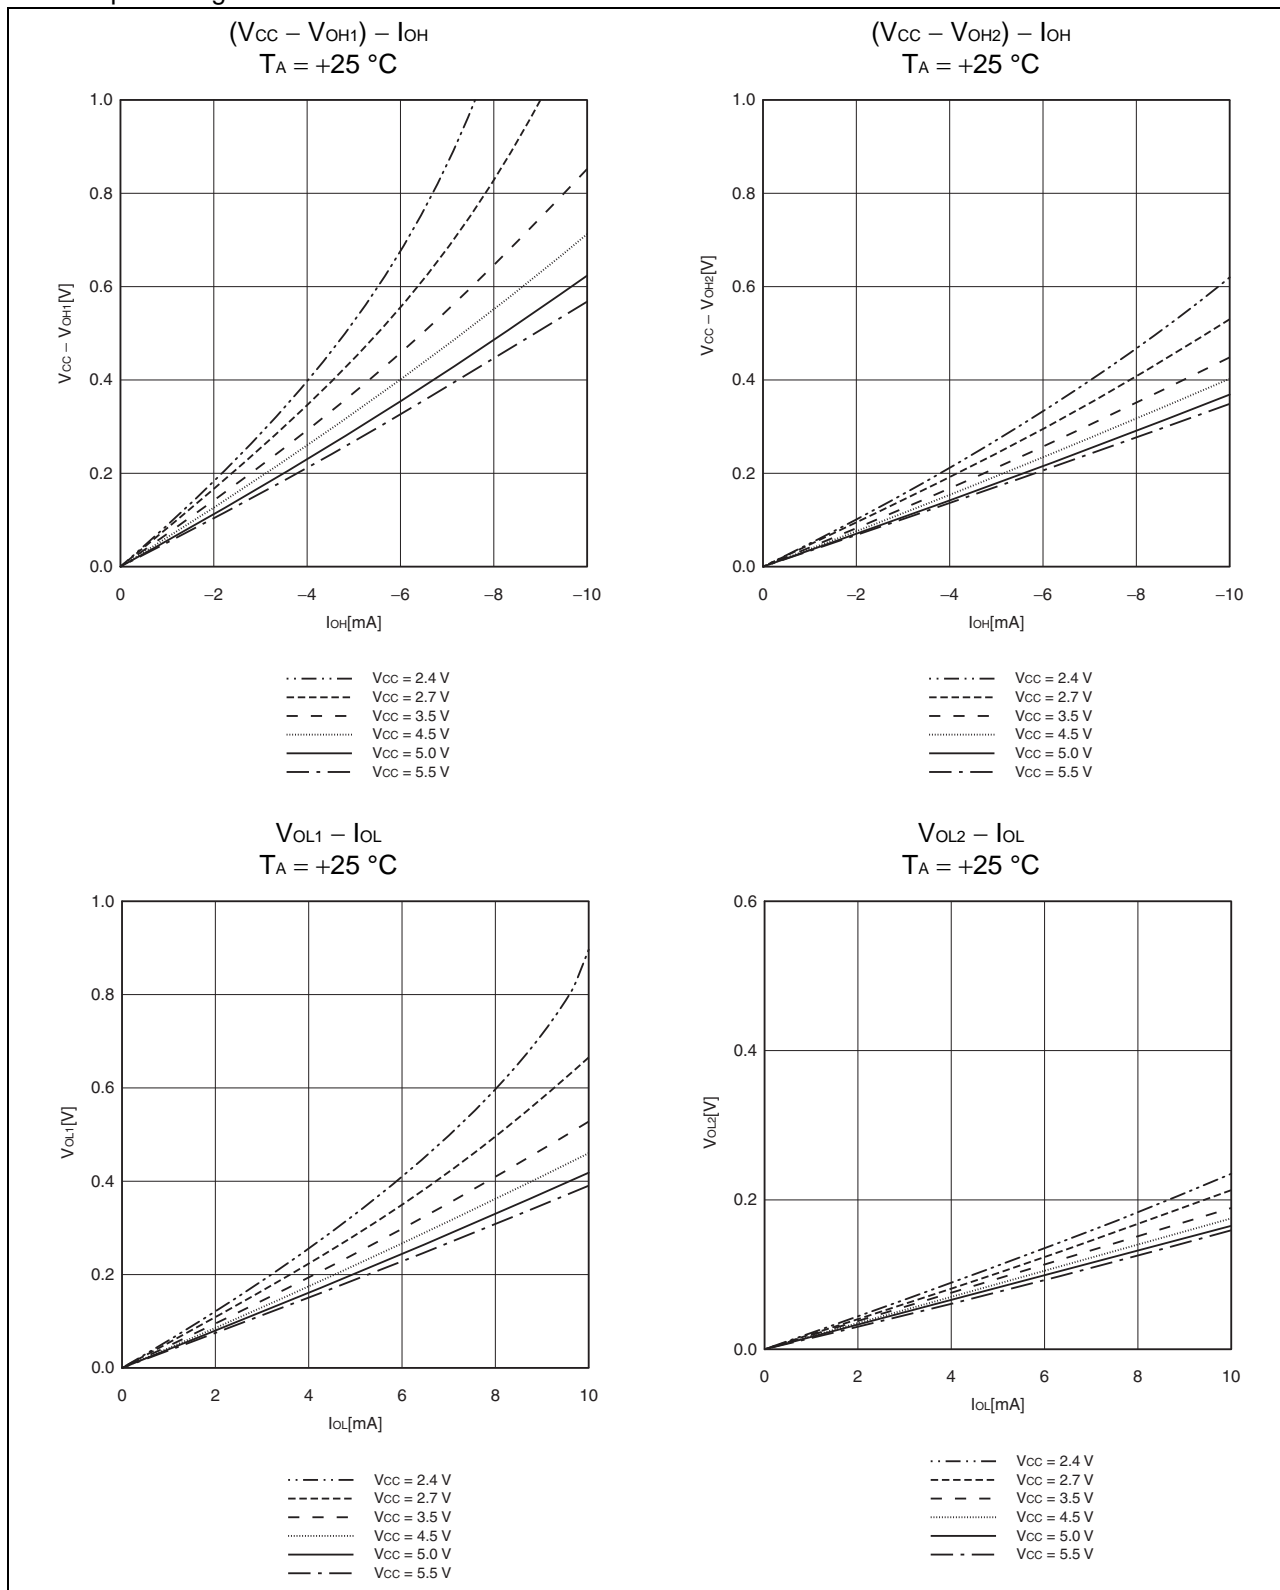 (VCC − VOH1) − IOH
TA = +25 °C
1.0
0.8
0.6
0.4
0.2
0.0
VCC − VOH1[V]
0 −2 −4 −6 −8 −10
IOH[mA]
VCC = 2.4 V
VCC = 2.7 V
VCC = 3.5 V
VCC = 4.5 V
VCC = 5.0 V
VCC = 5.5 V
(VCC − VOH2) − IOH
TA = +25 °C
1.0
0.8
0.6
0.4
0.2
0.0
VCC − VOH2[V]
0 −2 −4 −6 −8 −10
IOH[mA]
VCC = 2.4 V
VCC = 2.7 V
VCC = 3.5 V
VCC = 4.5 V
VCC = 5.0 V
VCC = 5.5 V
VOL1 − IOL
TA = +25 °C
1.0
0.8
0.6
0.4
0.2
0.0
VOL1[V]
0 2 4 6 8 10
IOL[mA]
VCC = 2.4 V
VCC = 2.7 V
VCC = 3.5 V
VCC = 4.5 V
VCC = 5.0 V
VCC = 5.5 V
VOL2 − IOL
TA = +25 °C
0.6
0.4
0.2
0.0
VOL2[V]
0 2 4 6 8 10
IOL[mA]
VCC = 2.4 V
VCC = 2.7 V
VCC = 3.5 V
VCC = 4.5 V
VCC = 5.0 V
VCC = 5.5 V